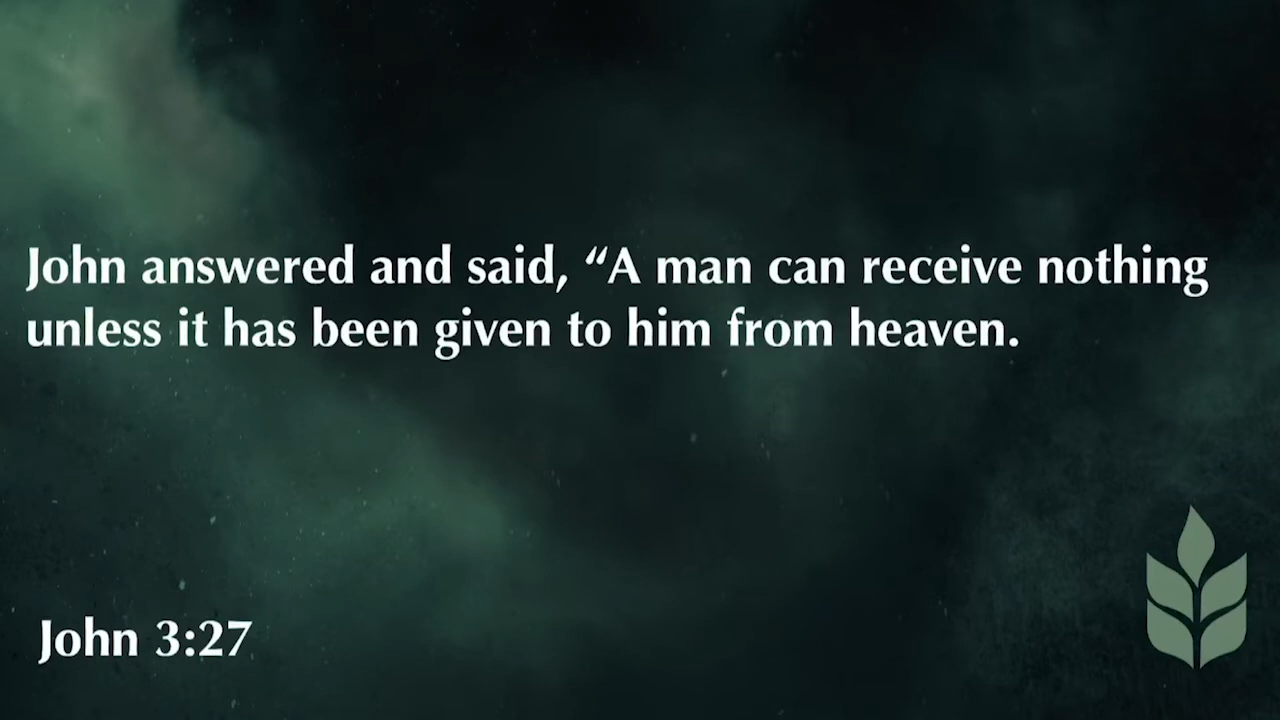 John answered and said, “A man can receive nothing
unless it has been given to him from heaven.
John 3:27